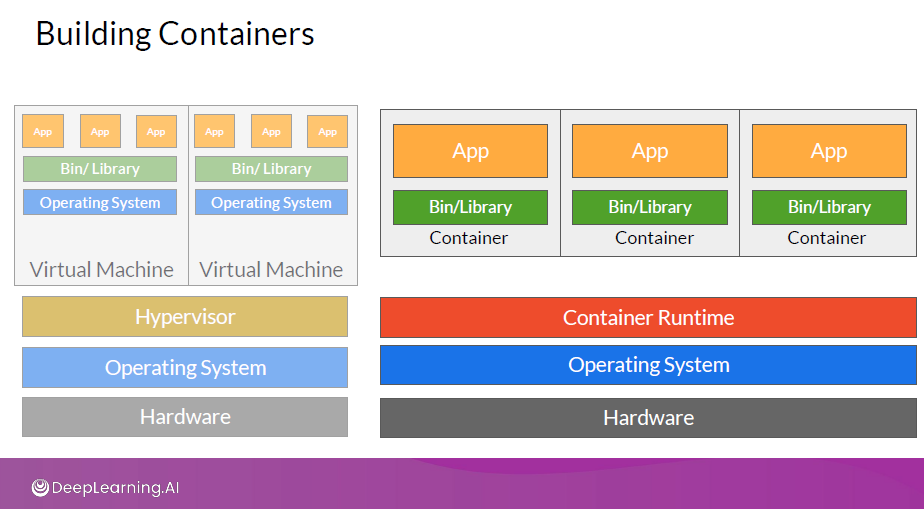 Building Containers
App App App App App App
Bin/ Library Bin/ Library
Operating System Operating System
Virtual Machine Virtual Machine
Hypervisor
Operating System
Hardware
App App App
Bin/Library Bin/Library Bin/Library
Container Container Container
Container Runtime
Operating System
Hardware
DeepLearning.AI